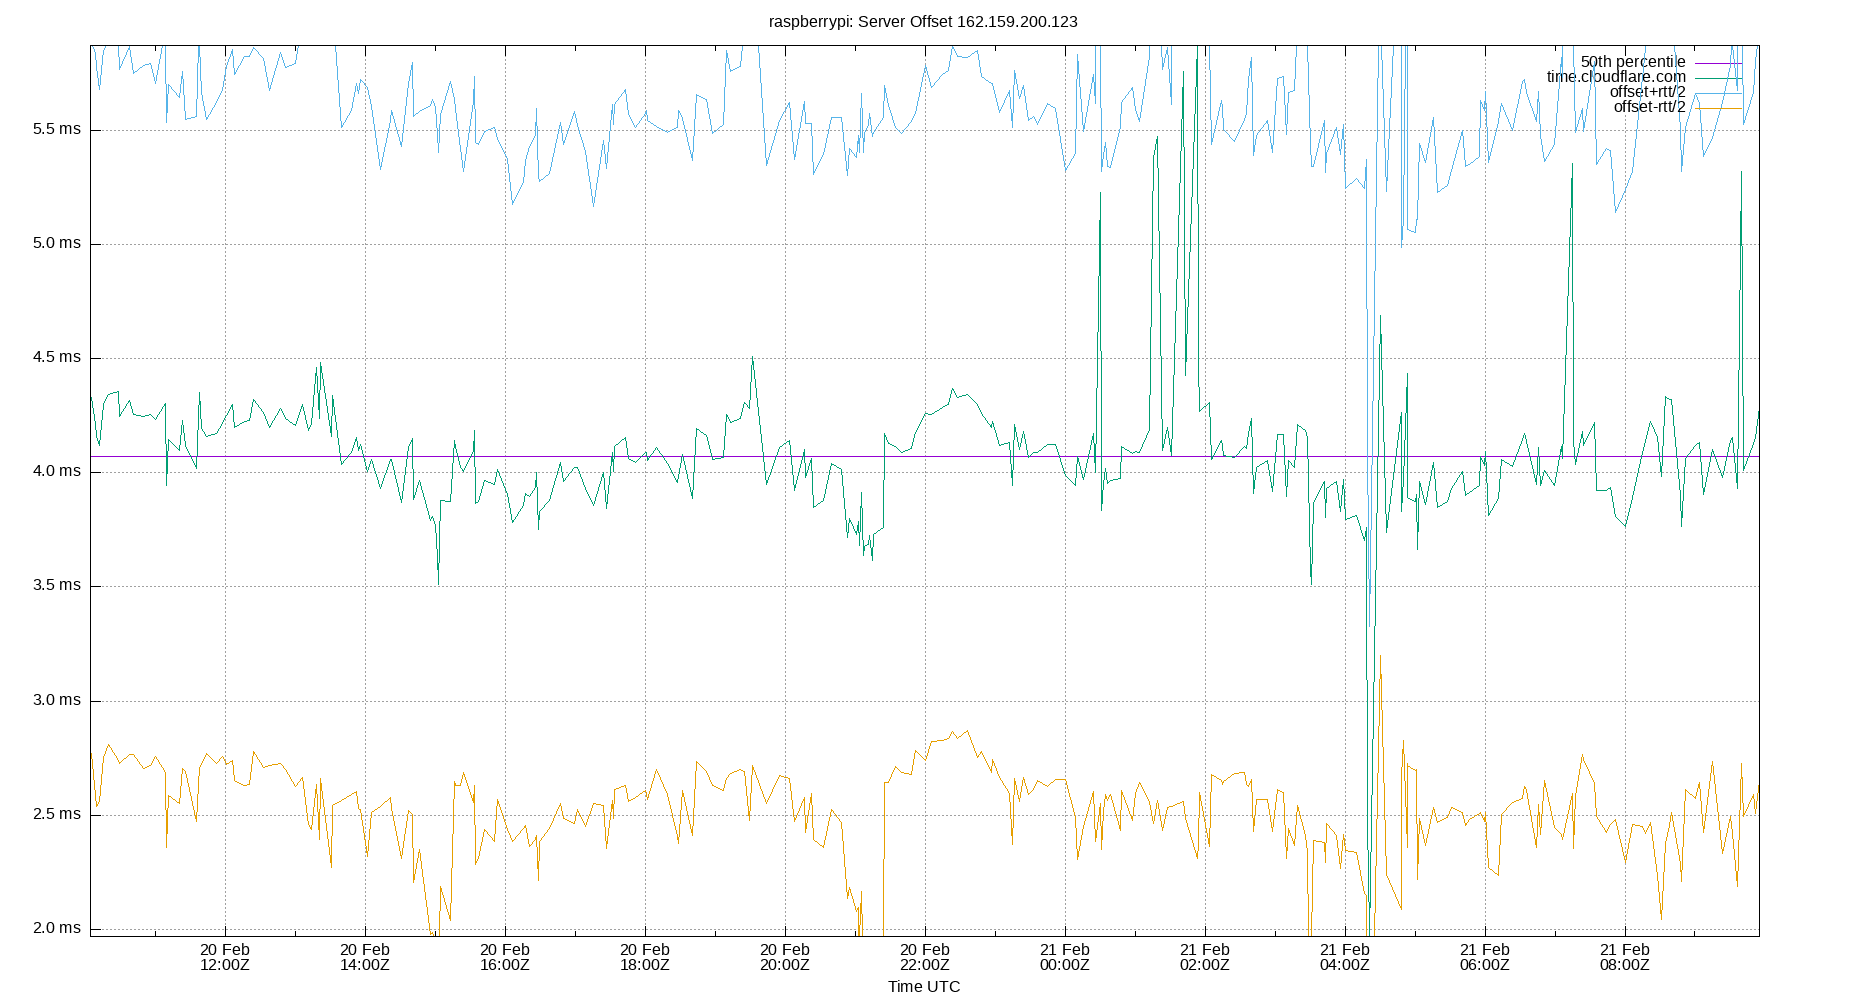 raspberrypi: Server Offset 162.159.200.123
50th percentile
time.cloudflare.com
offset+rtt/2
offset-rtt/2
5.5 ms
5.0 ms
4.5 ms
4.0 ms
3.5 ms
3.0 ms
2.5 ms
2.0 ms
20 Feb
12:00Z
20 Feb
14:00Z
20 Feb
16:00Z
20 Feb
18:00Z
20 Feb
20:00Z
20 Feb
22:00Z
21 Feb
00:00Z
21 Feb
02:00Z
21 Feb
04:00Z
21 Feb
06:00Z
21 Feb
08:00Z
Time UTC